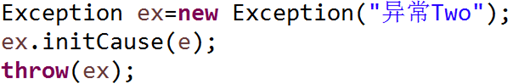 Exception ex=new Exception("异常Two");
ex.initCause(e);
throw(ex);